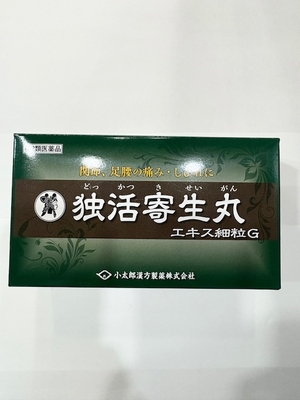 類医薬品
関節、足腰の痛み・しびれに
どっかつきせいがん
独活寄生丸
エキス細粒G
小太郎漢方製薬株式会社